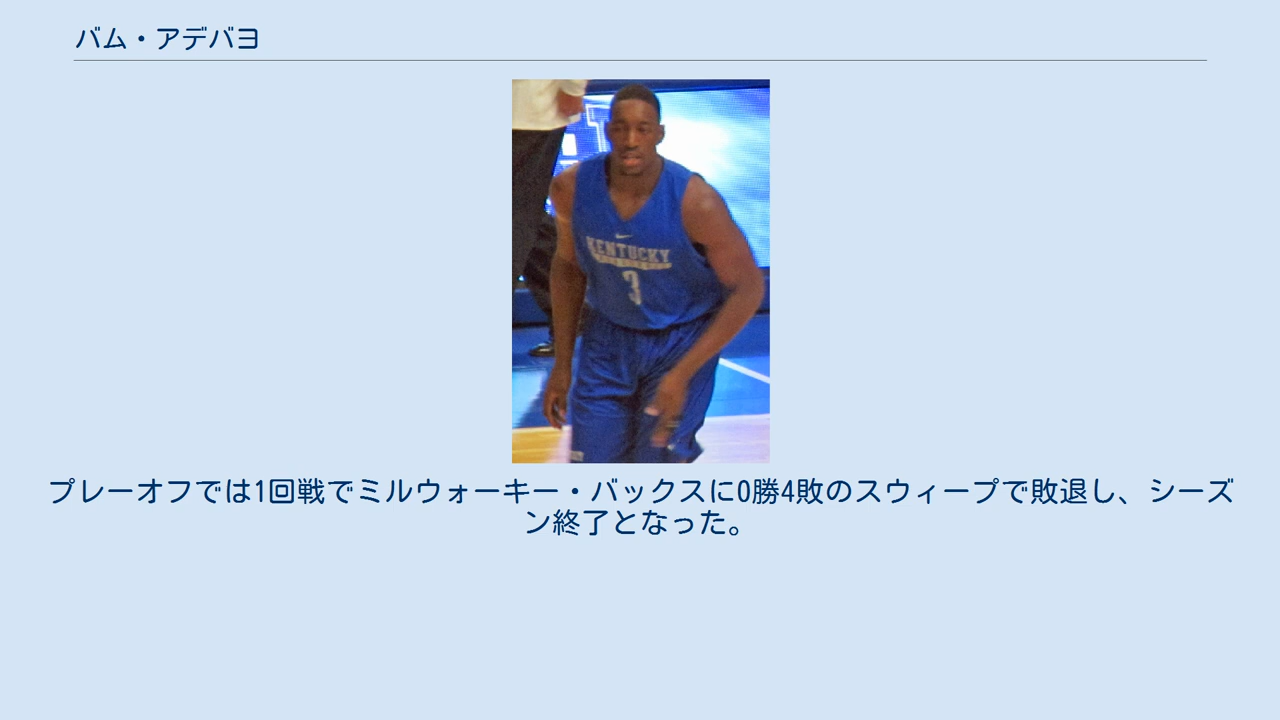 バム・アデバヨ
KENTUCKY
3
プレーオフでは1回戦でミルウォーキー・バックスに0勝4敗のスウィープで敗退し、シーズ
ン終了となった。